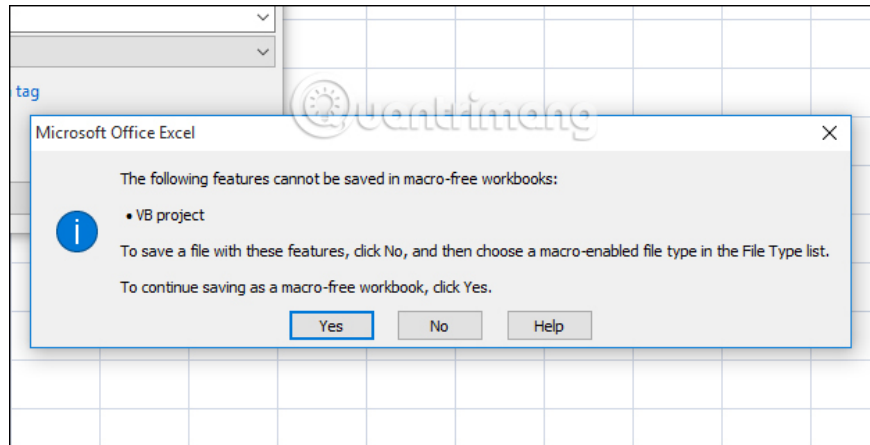 tag
Quantrimang
Microsoft Office Excel
The following features cannot be saved in macro-free workbooks:
• VB project
To save a file with these features, click No, and then choose a macro-enabled file type in the File Type list.
To continue saving as a macro-free workbook, click Yes.
Yes No Help